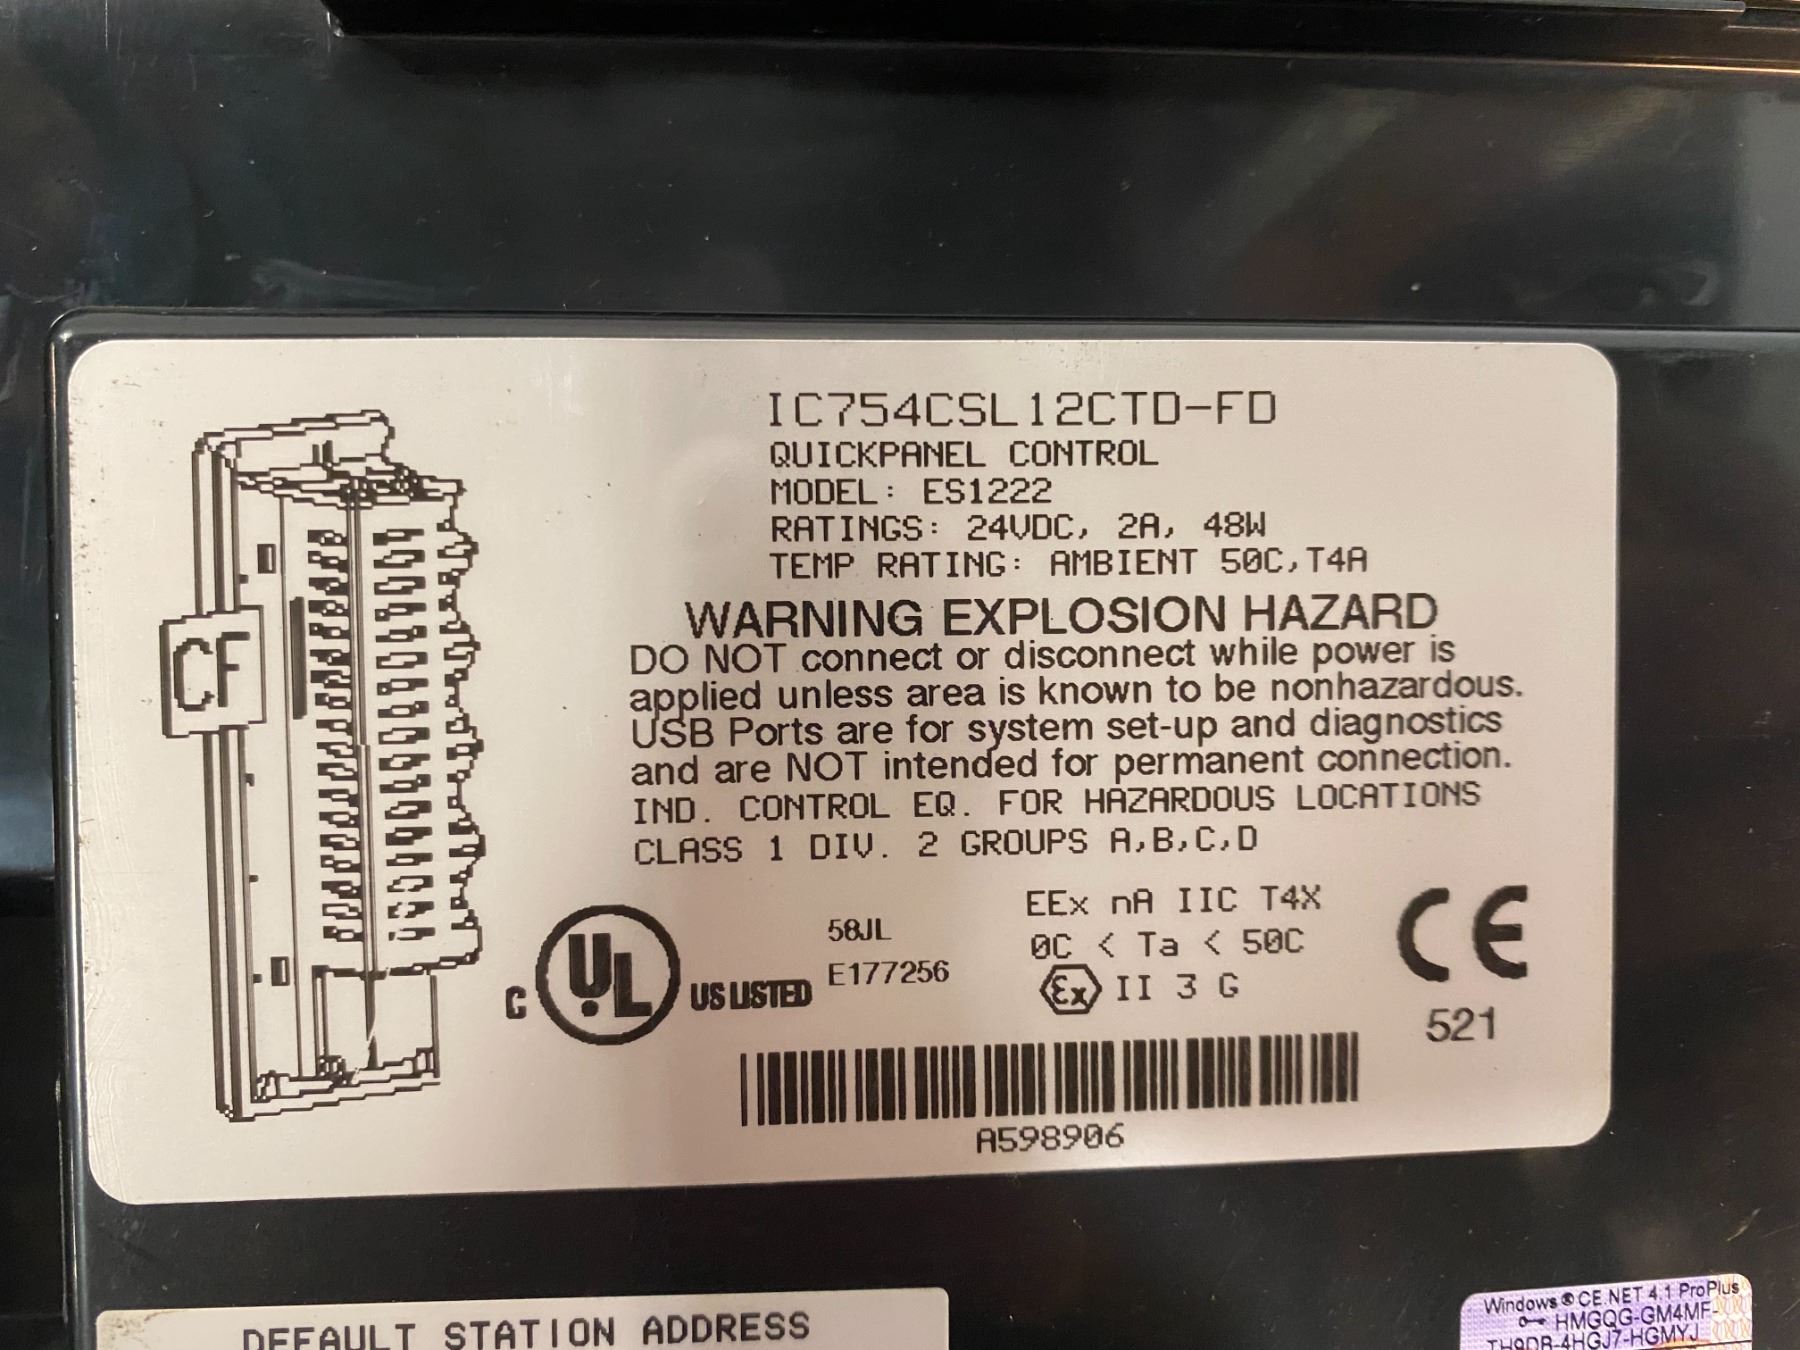 IC754CSL12CTD-FD
QUICKPANEL CONTROL
MODEL: ES1222
RATINGS: 24VDC, 2A, 48W
TEMP RATING: AMBIENT 50C,T4A
WARNING EXPLOSION HAZARD
DO NOT connect or disconnect while power is
applied unless area is known to be nonhazardous.
USB Ports are for system set-up and diagnostics
and are NOT intended for permanent connection.
IND. CONTROL EQ. FOR HAZARDOUS LOCATIONS
CLASS 1 DIV. 2 GROUPS A,B,C,D
CF
C UL US LISTED
58JL
E177256
EEx nA IIC T4X
0C < Ta < 50C
Ex II 3 G
CE
521
A598906
DEFAULT STATION ADDRESS
Windows ® CE.NET 4.1 ProPlus
HMGQG-GM4MF-
4HGJ7-HGMYJ